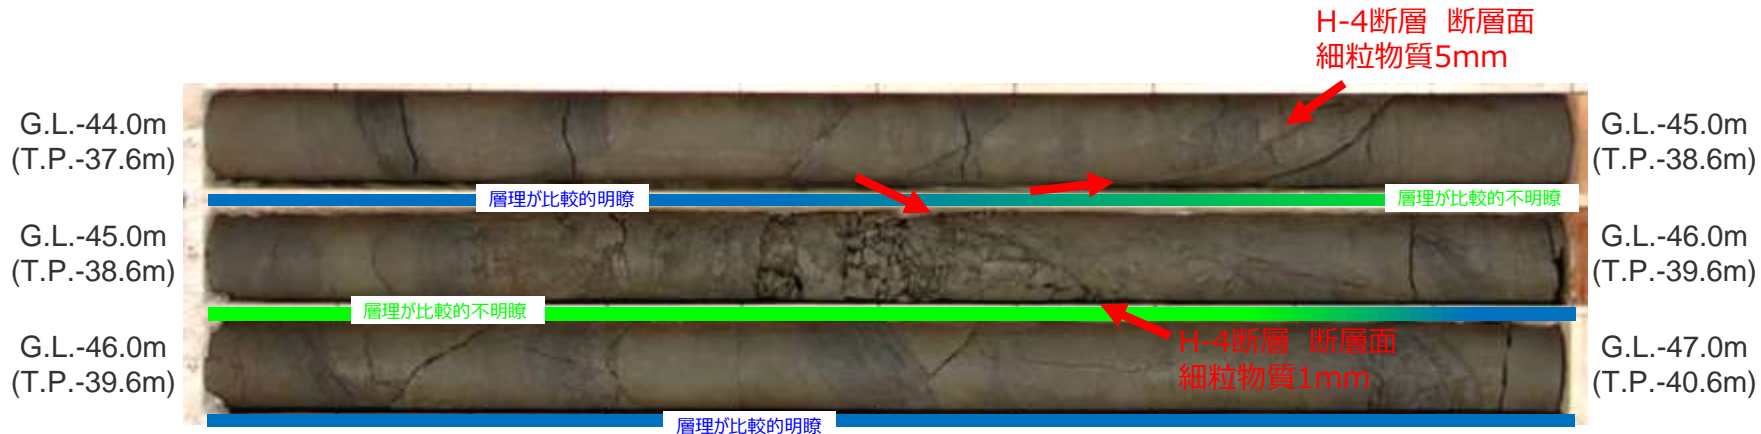 H-4断層 断層面
細粒物質5mm
G.L.-44.0m
(T.P.-37.6m)
G.L.-45.0m
(T.P.-38.6m)
層理が比較的明瞭
層理が比較的不明瞭
G.L.-45.0m
(T.P.-38.6m)
G.L.-46.0m
(T.P.-39.6m)
層理が比較的不明瞭
H-4断層 断層面
細粒物質1mm
G.L.-46.0m
(T.P.-39.6m)
G.L.-47.0m
(T.P.-40.6m)
層理が比較的明瞭